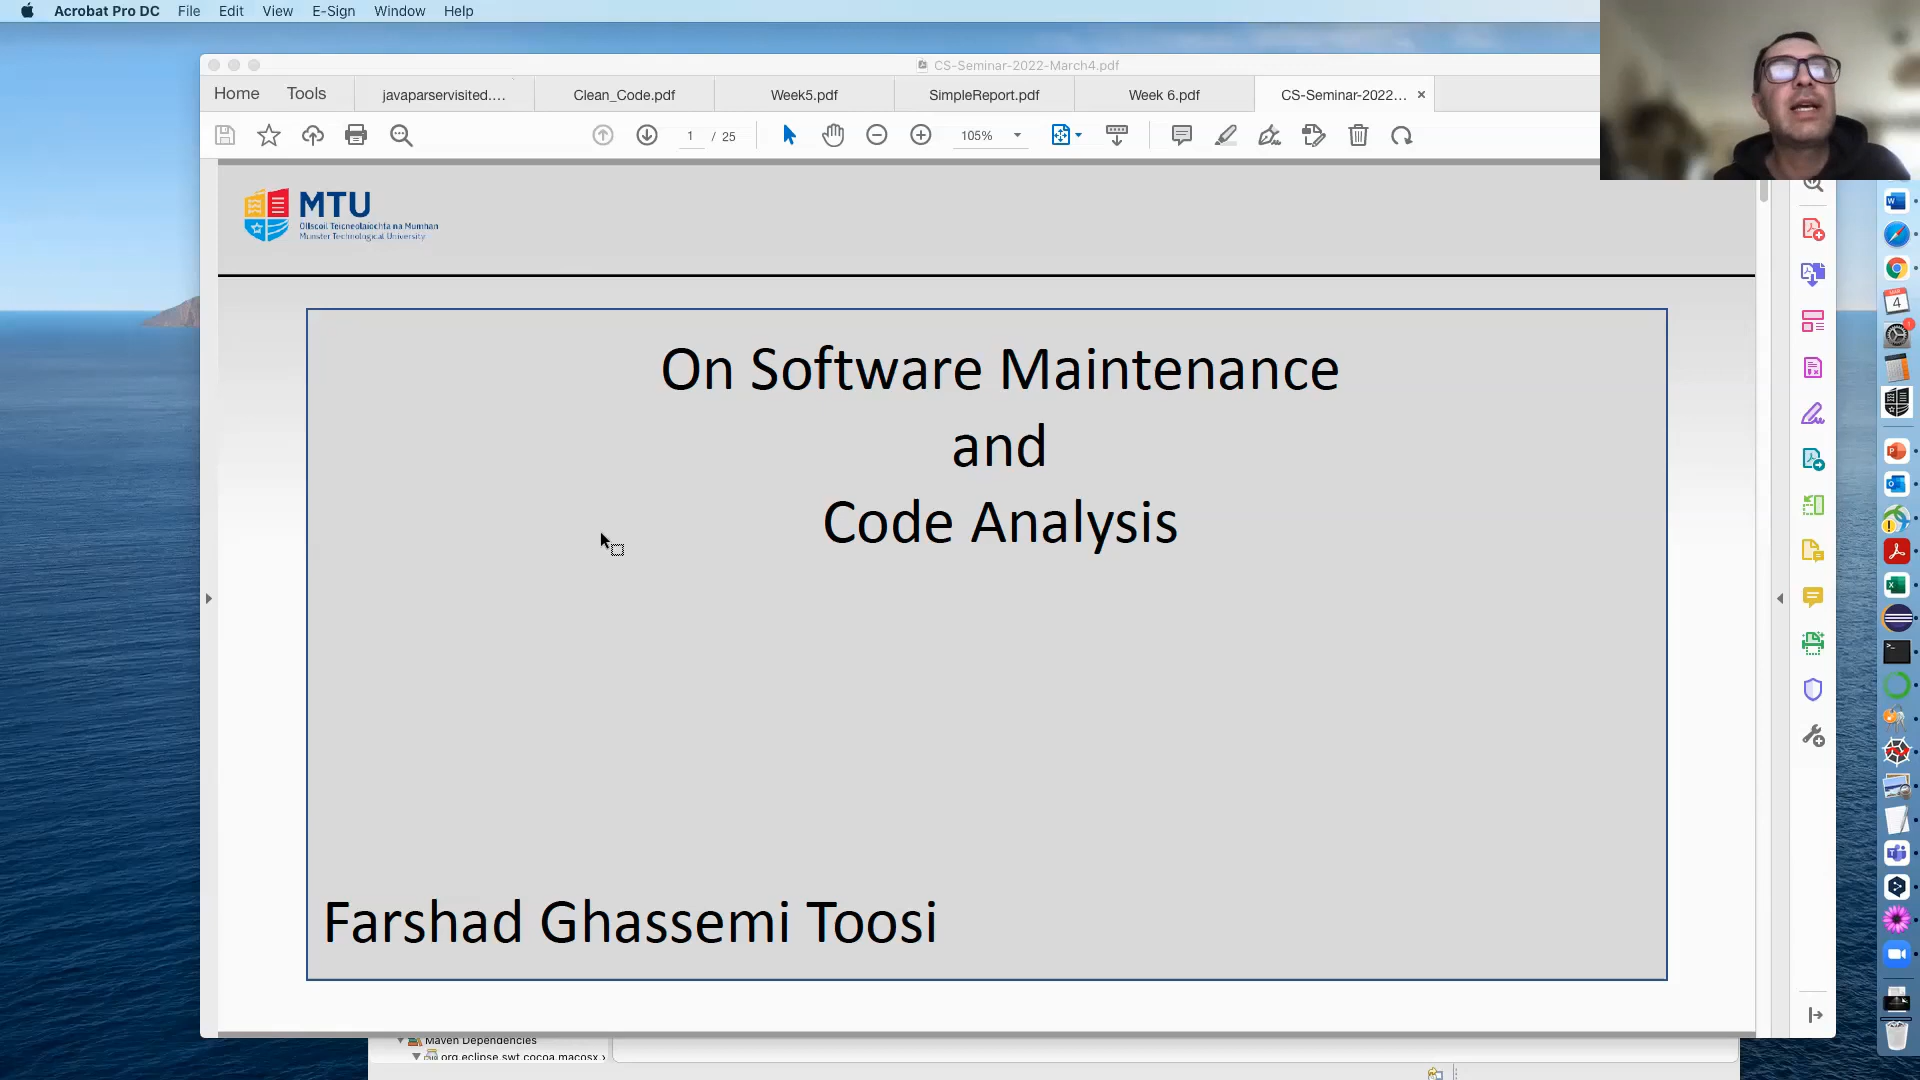 Acrobat Pro DC File Edit View E-Sign Window Help
CS-Seminar-2022-March4.pdf
Home Tools javaparservisited.... Clean_Code.pdf Week5.pdf SimpleReport.pdf Week 6.pdf CS-Seminar-2022... ×
1 / 25 105%
MTU
Ollscoil Teicneolaíochta na Mumhan
Munster Technological University
On Software Maintenance
and
Code Analysis
Farshad Ghassemi Toosi
4
Maven Dependencies
org.eclipse.swt.cocoa.macosx.x